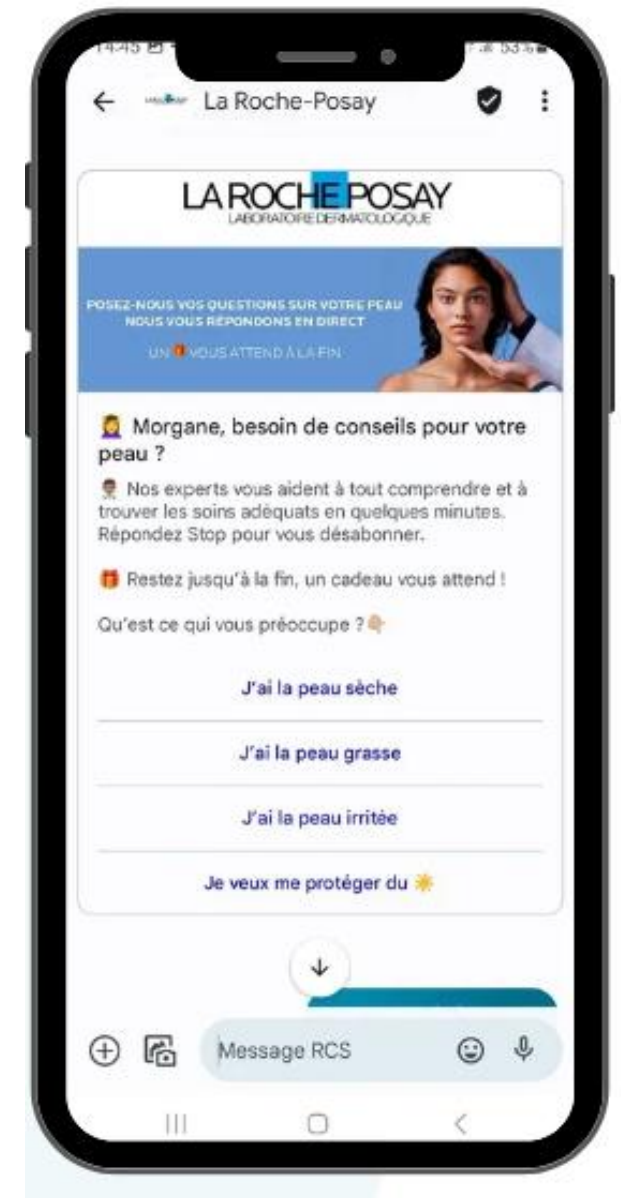 14:45 53%
La Roche-Posay
LA ROCHE POSAY
LABORATOIRE DERMATOLOGIQUE
POSEZ-NOUS VOS QUESTIONS SUR VOTRE PEAU
NOUS VOUS RÉPONDONS EN DIRECT
UN 🎁 VOUS ATTEND À LA FIN
💆‍♀️ Morgane, besoin de conseils pour votre
peau ?
👨🏽‍⚕️ Nos experts vous aident à tout comprendre et à
trouver les soins adéquats en quelques minutes.
Répondez Stop pour vous désabonner.
🎁 Restez jusqu'à la fin, un cadeau vous attend !
Qu'est ce qui vous préoccupe ?👇🏼
J'ai la peau sèche
J'ai la peau grasse
J'ai la peau irritée
Je veux me protéger du ☀️
Message RCS